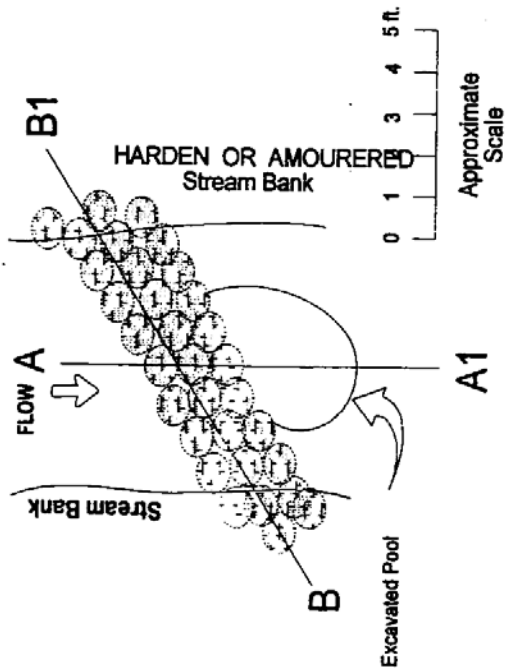 B1
HARDEN OR AMOURERED
Stream Bank
A
FLOW
Stream Bank
B
A1
Excavated Pool
0 1 2 3 4 5 ft.
Approximate
Scale